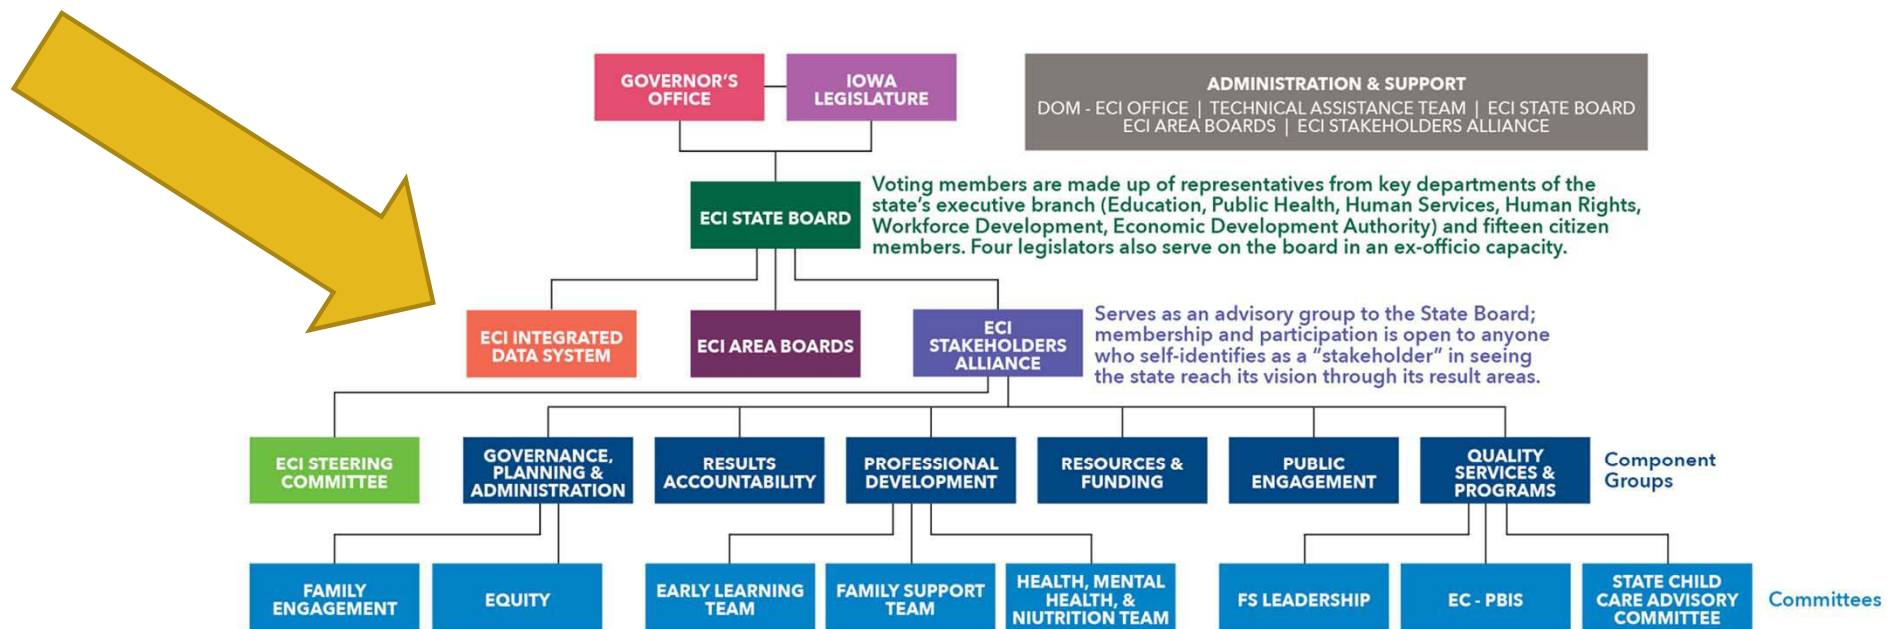 GOVERNOR'S
OFFICE
IOWA
LEGISLATURE
ADMINISTRATION & SUPPORT
DOM - ECI OFFICE | TECHNICAL ASSISTANCE TEAM | ECI STATE BOARD
ECI AREA BOARDS | ECI STAKEHOLDERS ALLIANCE
ECI STATE BOARD
Voting members are made up of representatives from key departments of the
state's executive branch (Education, Public Health, Human Services, Human Rights,
Workforce Development, Economic Development Authority) and fifteen citizen
members. Four legislators also serve on the board in an ex-officio capacity.
ECI INTEGRATED
DATA SYSTEM
ECI AREA BOARDS
ECI
STAKEHOLDERS
ALLIANCE
Serves as an advisory group to the State Board;
membership and participation is open to anyone
who self-identifies as a "stakeholder" in seeing
the state reach its vision through its result areas.
ECI STEERING
COMMITTEE
GOVERNANCE,
PLANNING &
ADMINISTRATION
RESULTS
ACCOUNTABILITY
PROFESSIONAL
DEVELOPMENT
RESOURCES &
FUNDING
PUBLIC
ENGAGEMENT
QUALITY
SERVICES &
PROGRAMS
Component
Groups
FAMILY
ENGAGEMENT
EQUITY
EARLY LEARNING
TEAM
FAMILY SUPPORT
TEAM
HEALTH, MENTAL
HEALTH, &
NIUTRITION TEAM
FS LEADERSHIP
EC - PBIS
STATE CHILD
CARE ADVISORY
COMMITTEE
Committees